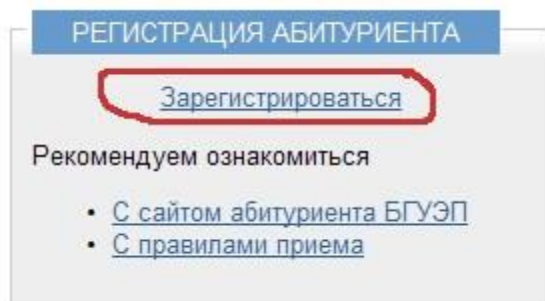 РЕГИСТРАЦИЯ АБИТУРИЕНТА
Зарегистрироваться
Рекомендуем ознакомиться
• С сайтом абитуриента БГУЭП
• С правилами приема